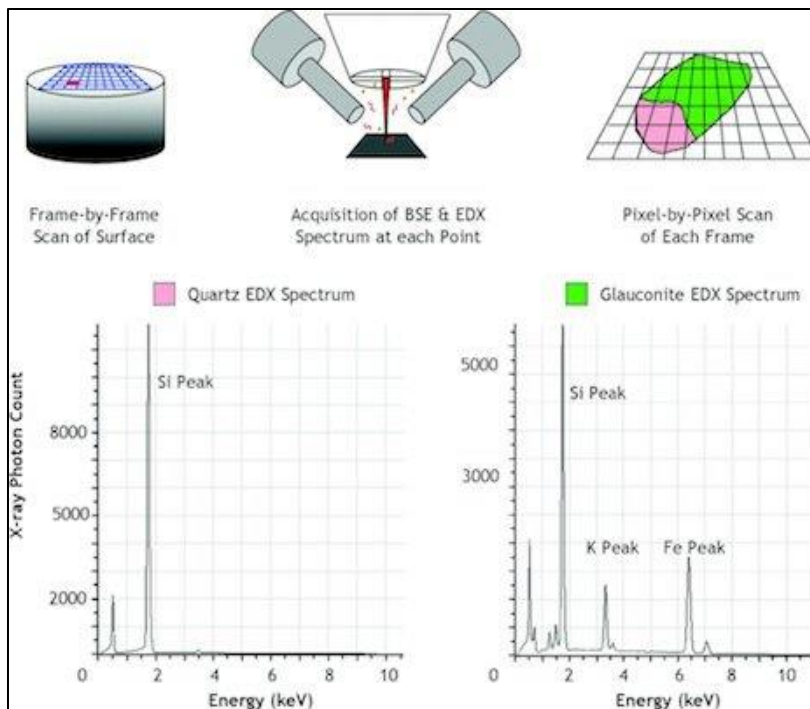 Frame-by-Frame
Scan of Surface
Acquisition of BSE & EDX
Spectrum at each Point
Pixel-by-Pixel Scan
of Each Frame
Quartz EDX Spectrum
Glauconite EDX Spectrum
X-ray Photon Count
8000
5000
2000
Si Peak
0 2 4 6 8 10
Energy (keV)
5000
3000
Si Peak
K Peak
Fe Peak
0 2 4 6 8 10
Energy (keV)